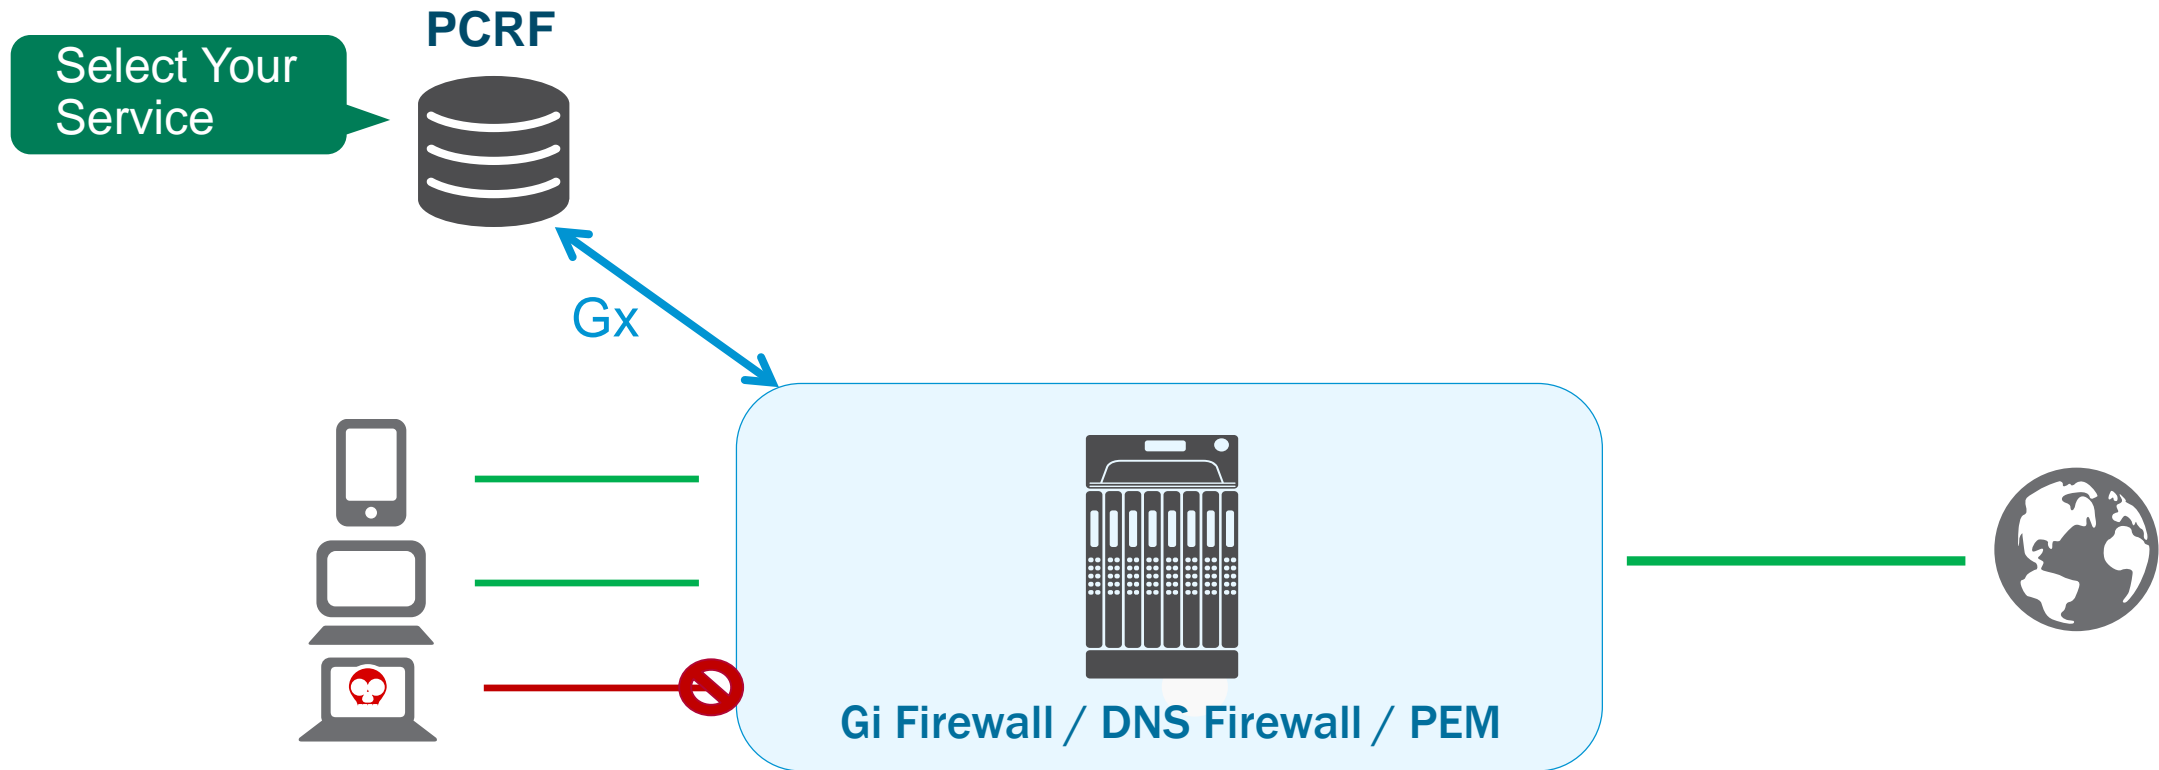 PCRF
Select Your
Service
Gx
Gi Firewall / DNS Firewall / PEM